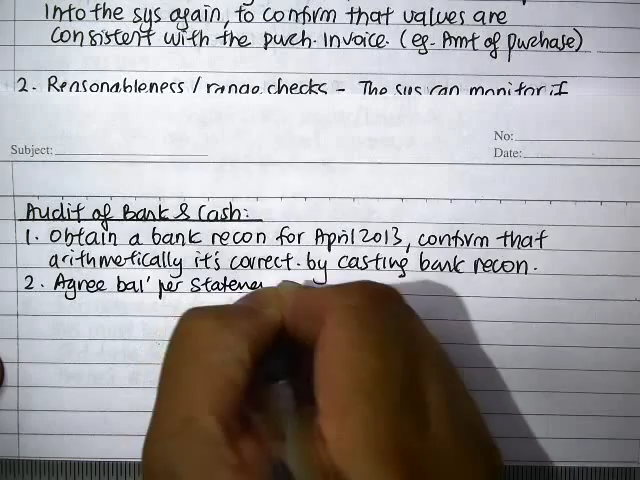 into the sys again, to confirm that values are
consistent with the purch. invoice. (eg. Amt of purchase)
2. Reasonableness / range checks - The sys can monitor if
No:
Subject:
Date:
Audit of Bank & Cash:
1. Obtain a bank recon for April 2013, confirm that
arithmetically it's correct. by casting bank recon.
2. Agree bal' per Statemen